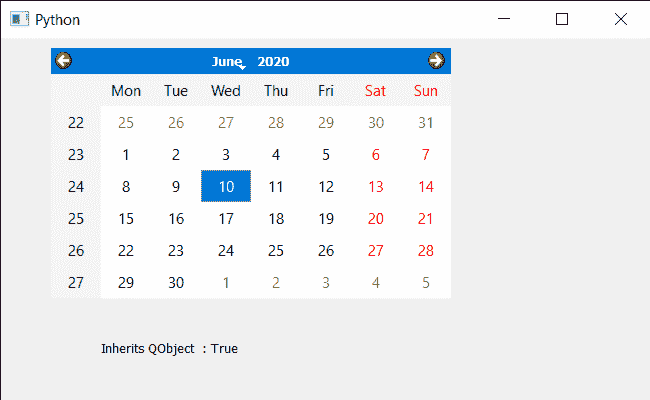 Python
June 2020
Mon Tue Wed Thu Fri Sat Sun
22 25 26 27 28 29 30 31
23 1 2 3 4 5 6 7
24 8 9 10 11 12 13 14
25 15 16 17 18 19 20 21
26 22 23 24 25 26 27 28
27 29 30 1 2 3 4 5
Inherits QObject : True